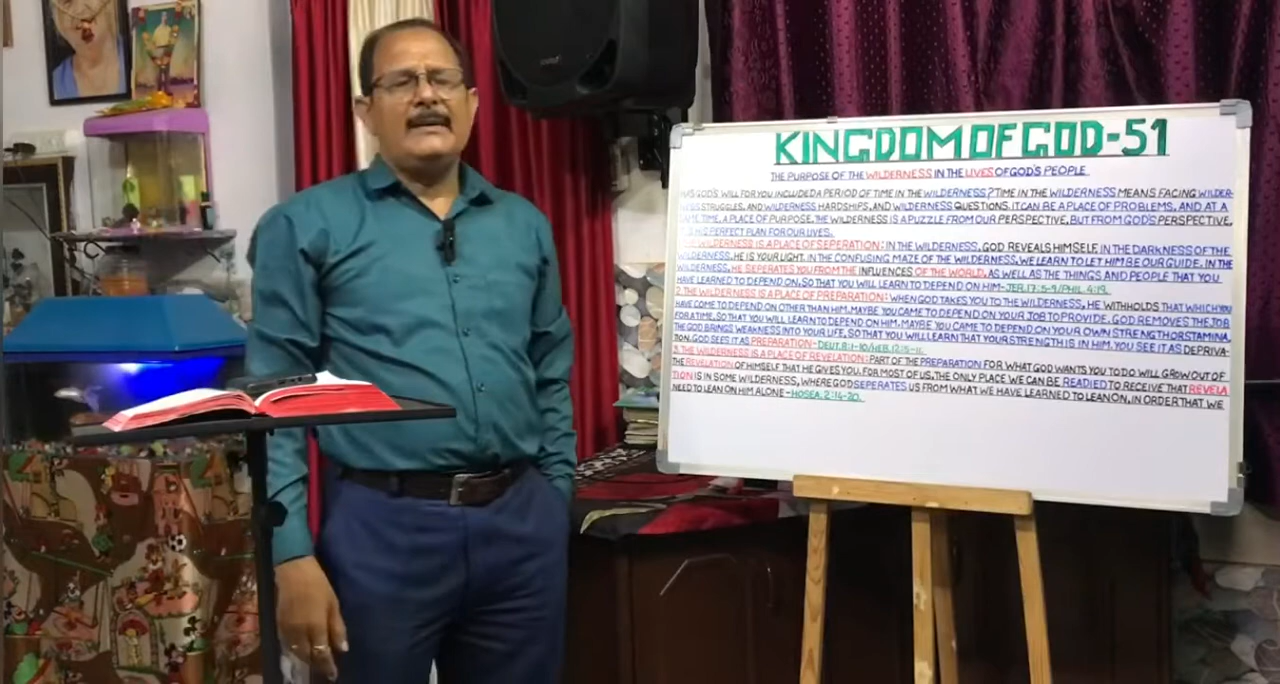 KINGDOM OF GOD-51
THE PURPOSE OF THE WILDERNESS IN THE LIVES OF GOD'S PEOPLE
HAS GOD'S WILL FOR YOU INCLUDED A PERIOD OF TIME IN THE WILDERNESS? TIME IN THE WILDERNESS MEANS FACING WILDER-
NESS STRUGGLES, AND WILDERNESS HARDSHIPS, AND WILDERNESS QUESTIONS. IT CAN BE A PLACE OF PROBLEMS, AND AT A
SAME TIME, A PLACE OF PURPOSE. THE WILDERNESS IS A PUZZLE FROM OUR PERSPECTIVE, BUT FROM GOD'S PERSPECTIVE,
HIS PERFECT PLAN FOR OUR LIVES.
THE WILDERNESS IS A PLACE OF SEPERATION: IN THE WILDERNESS, GOD REVEALS HIMSELF IN THE DARKNESS OF THE
WILDERNESS, HE IS YOUR LIGHT. IN THE CONFUSING MAZE OF THE WILDERNESS, WE LEARN TO LET HIM BE OUR GUIDE. IN THE
WILDERNESS, HE SEPERATES YOU FROM THE INFLUENCES OF THE WORLD, AS WELL AS THE THINGS AND PEOPLE THAT YOU
HAVE LEARNED TO DEPEND ON, SO THAT YOU WILL LEARN TO DEPEND ON HIM-JER.17:5-9/PHIL.4:19.
2. THE WILDERNESS IS A PLACE OF PREPARATION: WHEN GOD TAKES YOU TO THE WILDERNESS, HE WITHHOLDS THAT WHICH YOU
HAVE COME TO DEPEND ON OTHER THAN HIM. MAYBE YOU CAME TO DEPEND ON YOUR JOB TO PROVIDE. GOD REMOVES THE JOB
FOR A TIME, SO THAT YOU WILL LEARN TO DEPEND ON HIM. MAYBE YOU CAME TO DEPEND ON YOUR OWN STRENGTH OR STAMINA.
THE GOD BRINGS WEAKNESS INTO YOUR LIFE, SO THAT YOU WILL LEARN THAT YOUR STRENGTH IS IN HIM. YOU SEE IT AS DEPRIVA-
TION. GOD SEES IT AS PREPARATION-DEUT.8:1-10/HEB.12:5-11.
3. THE WILDERNESS IS A PLACE OF REVELATION: PART OF THE PREPARATION FOR WHAT GOD WANTS YOU TO DO WILL GROW OUT OF
THE REVELATION OF HIMSELF THAT HE GIVES YOU. FOR MOST OF US, THE ONLY PLACE WE CAN BE READIED TO RECEIVE THAT REVELA
TION IS IN SOME WILDERNESS, WHERE GOD SEPERATES US FROM WHAT WE HAVE LEARNED TO LEAN ON, IN ORDER THAT WE
NEED TO LEAN ON HIM ALONE-HOSEA:2:14-20.